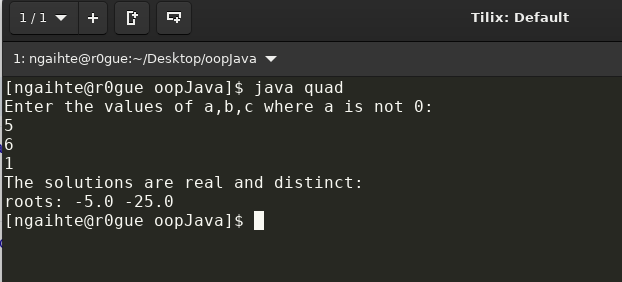 1 / 1
Tilix: Default
1: ngaihte@r0gue:~/Desktop/oopJava
[ngaihte@r0gue oopJava]$ java quad
Enter the values of a,b,c where a is not 0:
5
6
1
The solutions are real and distinct:
roots: -5.0 -25.0
[ngaihte@r0gue oopJava]$